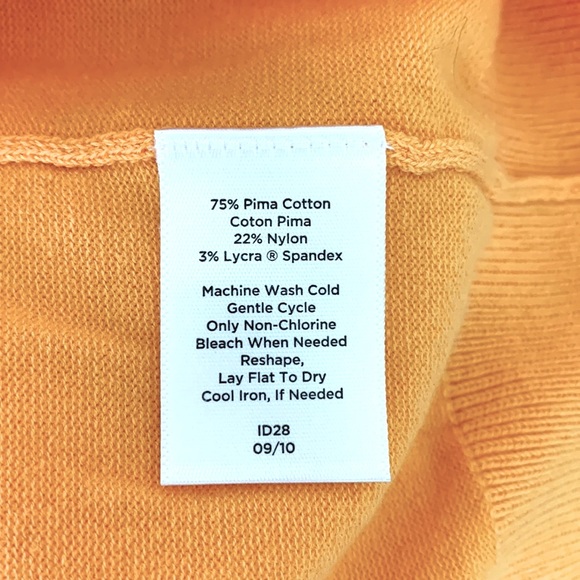 75% Pima Cotton
Coton Pima
22% Nylon
3% Lycra ® Spandex
Machine Wash Cold
Gentle Cycle
Only Non-Chlorine
Bleach When Needed
Reshape,
Lay Flat To Dry
Cool Iron, If Needed
ID28
09/10